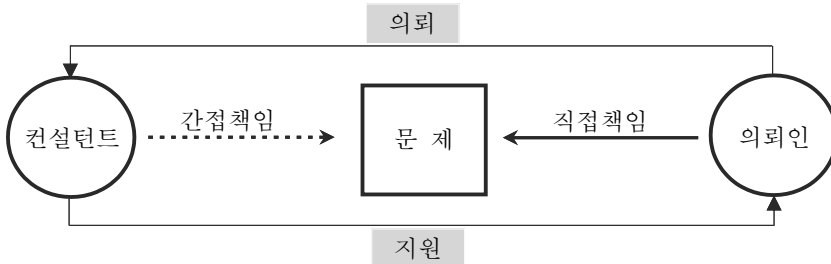 의뢰
간접책임
직접책임
컨설턴트
문 제
의뢰인
지원